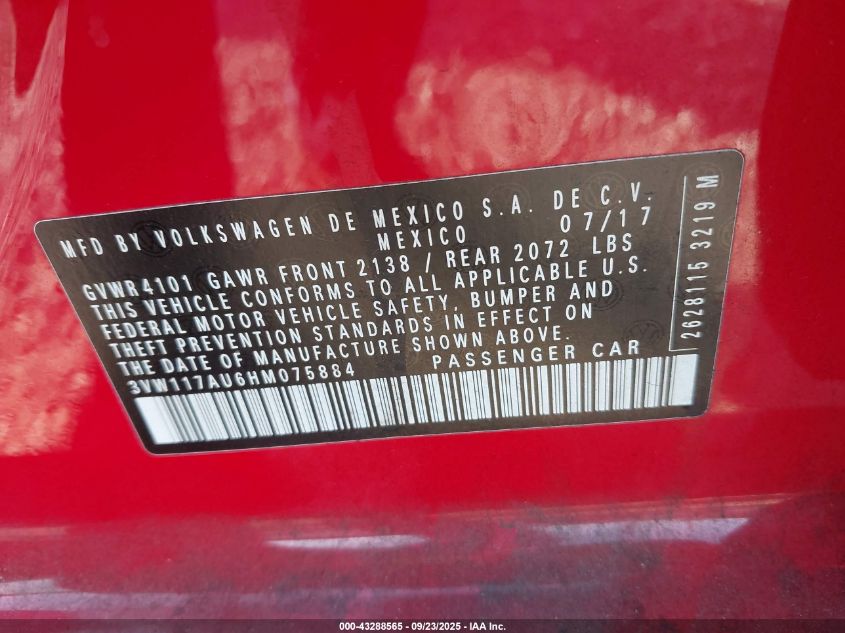 MFD BY VOLKSWAGEN DE MEXICO S.A. DE C.V.
MEXICO 07/17
GVWR4101 GAWR FRONT 2138 / REAR 2072 LBS
THIS VEHICLE CONFORMS TO ALL APPLICABLE U.S.
FEDERAL MOTOR VEHICLE SAFETY, BUMPER AND
THEFT PREVENTION STANDARDS IN EFFECT ON
THE DATE OF MANUFACTURE SHOWN ABOVE.
3VW117AU6HM075884 PASSENGER CAR
2628115 3219 M
000-43288565 - 09/23/2025 - IAA Inc.